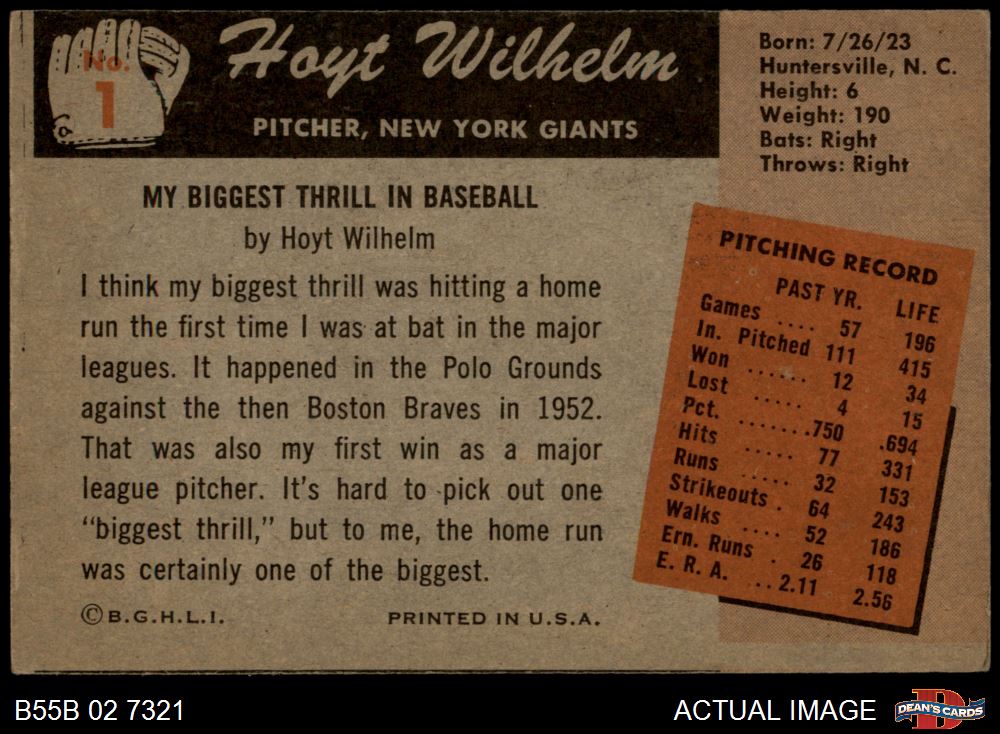 No.
1
Hoyt Wilhelm
PITCHER, NEW YORK GIANTS
Born: 7/26/23
Huntersville, N. C.
Height: 6
Weight: 190
Bats: Right
Throws: Right
MY BIGGEST THRILL IN BASEBALL
by Hoyt Wilhelm
I think my biggest thrill was hitting a home
run the first time I was at bat in the major
leagues. It happened in the Polo Grounds
against the then Boston Braves in 1952.
That was also my first win as a major
league pitcher. It's hard to pick out one
"biggest thrill," but to me, the home run
was certainly one of the biggest.
©B.G.H.L.I. PRINTED IN U.S.A.
PITCHING RECORD
PAST YR. LIFE
Games .... 57 196
In. Pitched 111 415
Won ...... 12 34
Lost ..... 4 15
Pct. .......750 .694
Hits ..... 77 331
Runs ..... 32 153
Strikeouts . 64 243
Walks .... 52 186
Ern. Runs . 26 118
E. R. A. ..2.11 2.56
B55B 02 7321
ACTUAL IMAGE
DEAN'S CARDS